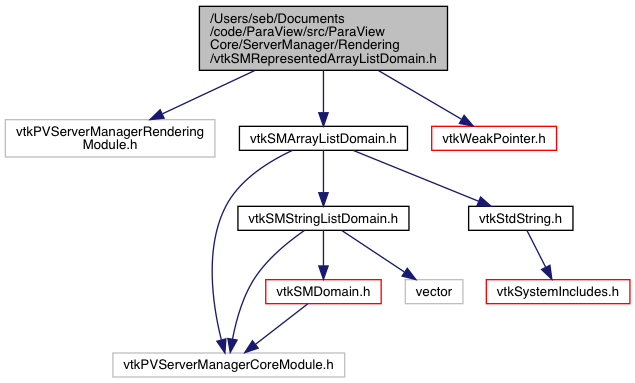 /Users/seb/Documents
/code/ParaView/src/ParaView
Core/ServerManager/Rendering
/vtkSMRepresentedArrayListDomain.h
vtkPVServerManagerRendering
Module.h
vtkSMArrayListDomain.h
vtkWeakPointer.h
vtkSMStringListDomain.h
vtkStdString.h
vtkSMDomain.h
vector
vtkSystemIncludes.h
vtkPVServerManagerCoreModule.h